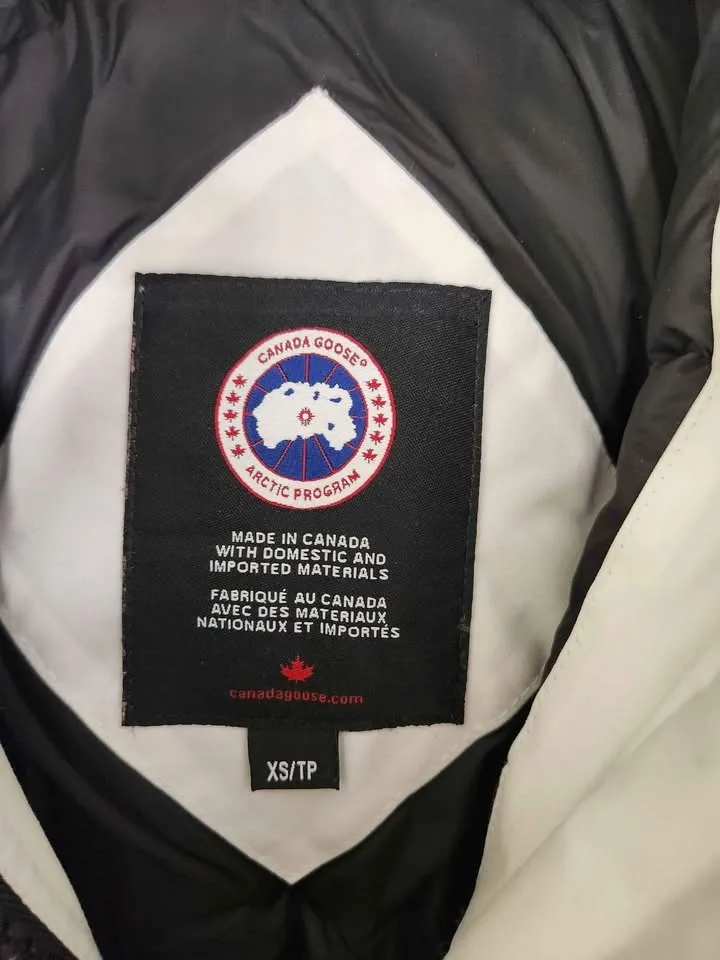 CANADA GOOSE®
ARCTIC PROGRAM
MADE IN CANADA
WITH DOMESTIC AND
IMPORTED MATERIALS
FABRIQUÉ AU CANADA
AVEC DES MATERIAUX
NATIONAUX ET IMPORTÉS
canadagoose.com
XS/TP